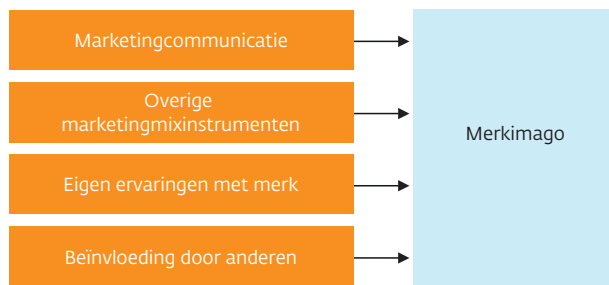 Marketingcommunicatie
Overige
marketingmixinstrumenten
Eigen ervaringen met merk
Beïnvloeding door anderen
Merkimago